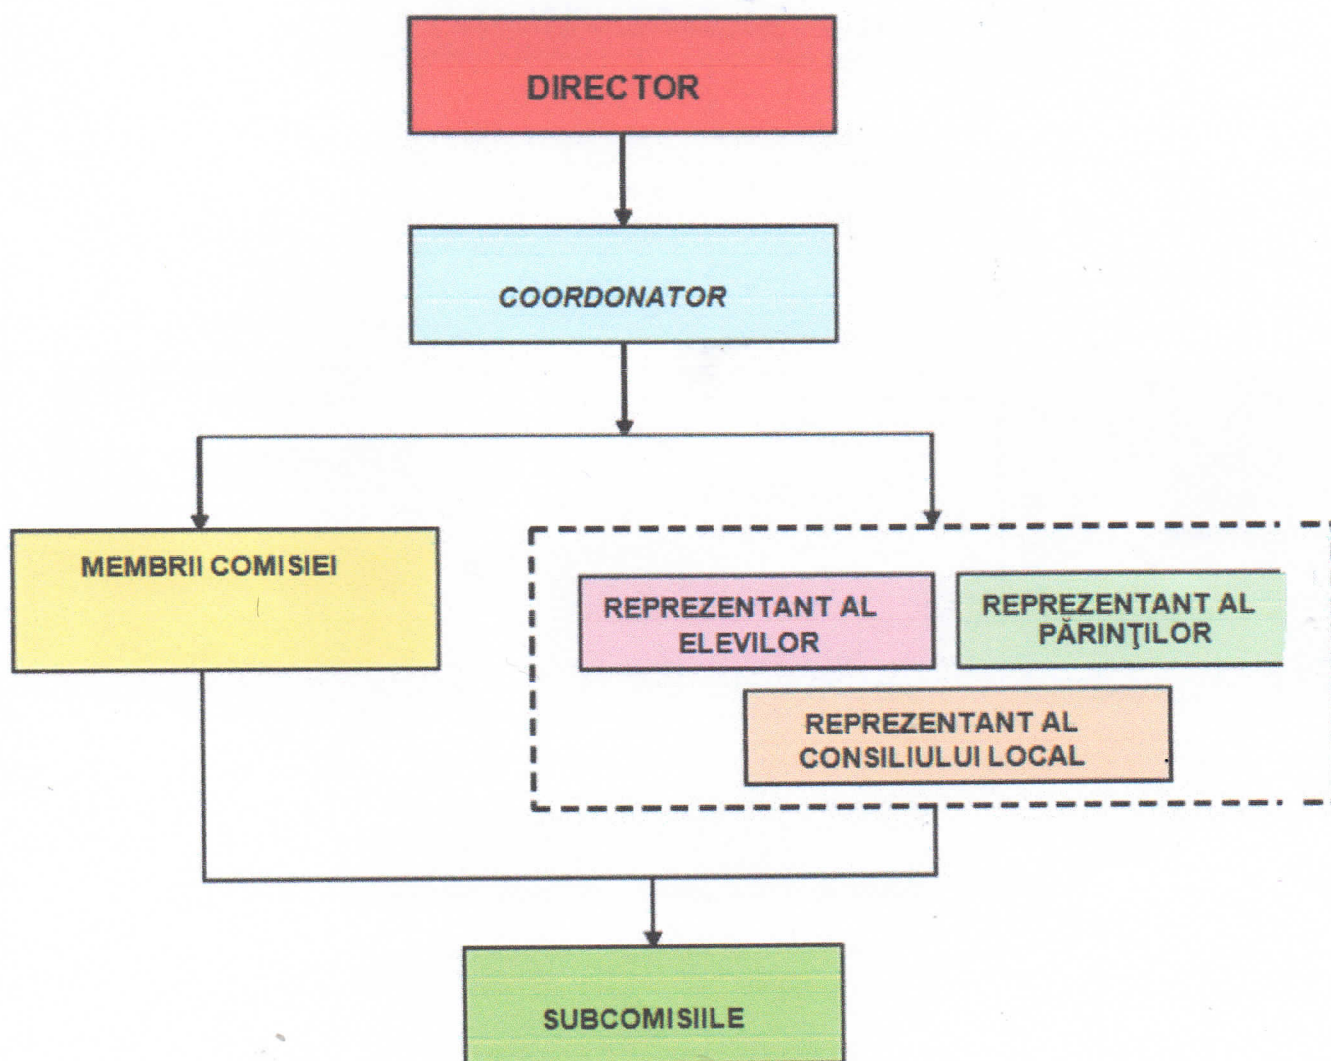 DIRECTOR
COORDONATOR
MEMBRII COMISIEI
REPREZENTANT AL
ELEVILOR
REPREZENTANT AL
PĂRINŢILOR
REPREZENTANT AL
CONSILIULUI LOCAL
SUBCOMISIILE